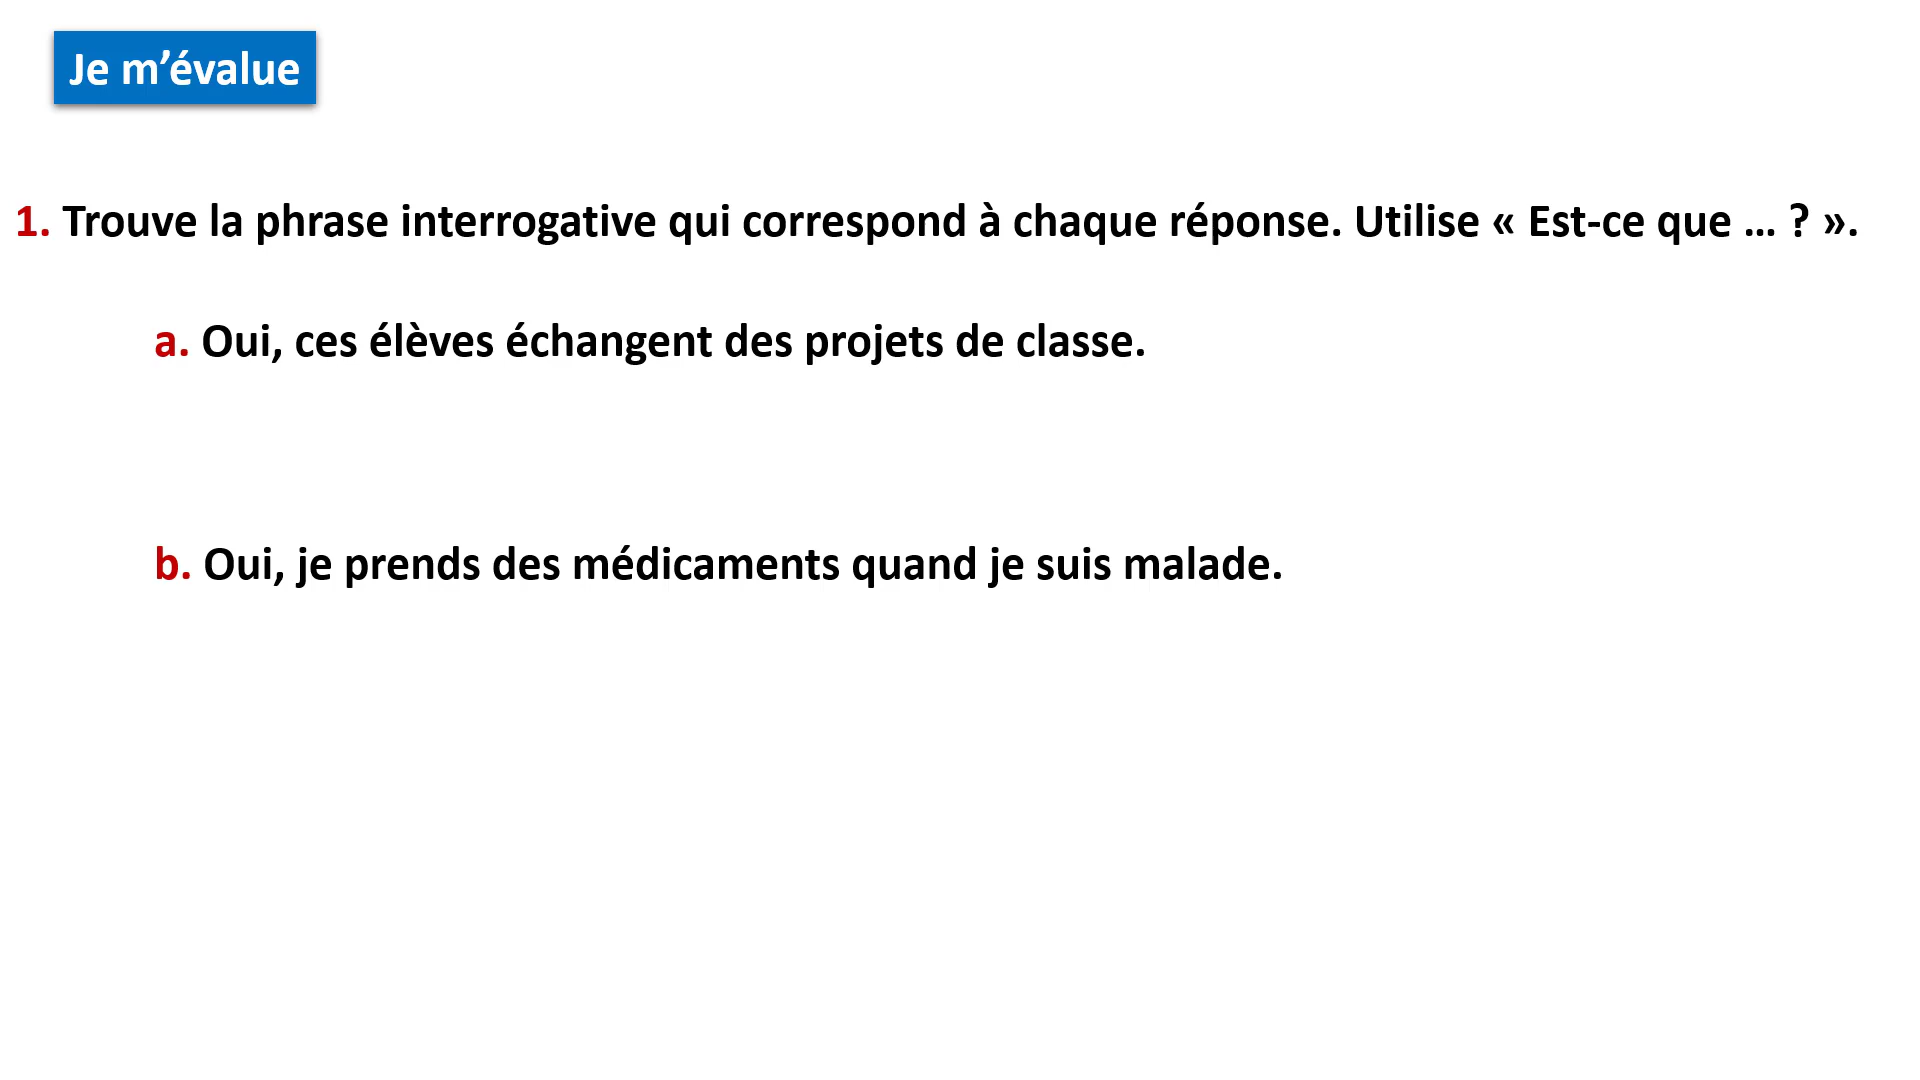 Je m’évalue
1. Trouve la phrase interrogative qui correspond à chaque réponse. Utilise « Est-ce que … ? ».
a. Oui, ces élèves échangent des projets de classe.
b. Oui, je prends des médicaments quand je suis malade.